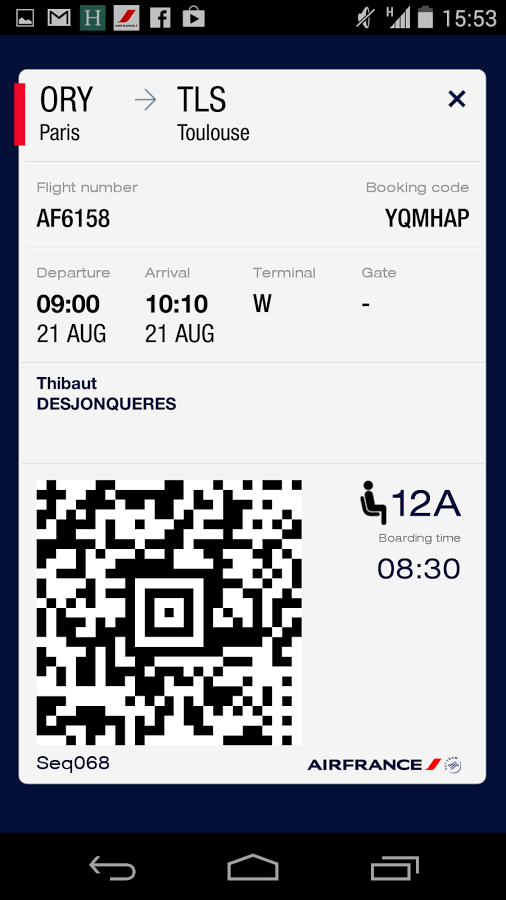 H 15:53
ORY → TLS
Paris Toulouse
Flight number Booking code
AF6158 YQMHAP
Departure Arrival Terminal Gate
09:00 10:10 W -
21 AUG 21 AUG
Thibaut
DESJONQUERES
12A
Boarding time
08:30
Seq068 AIRFRANCE